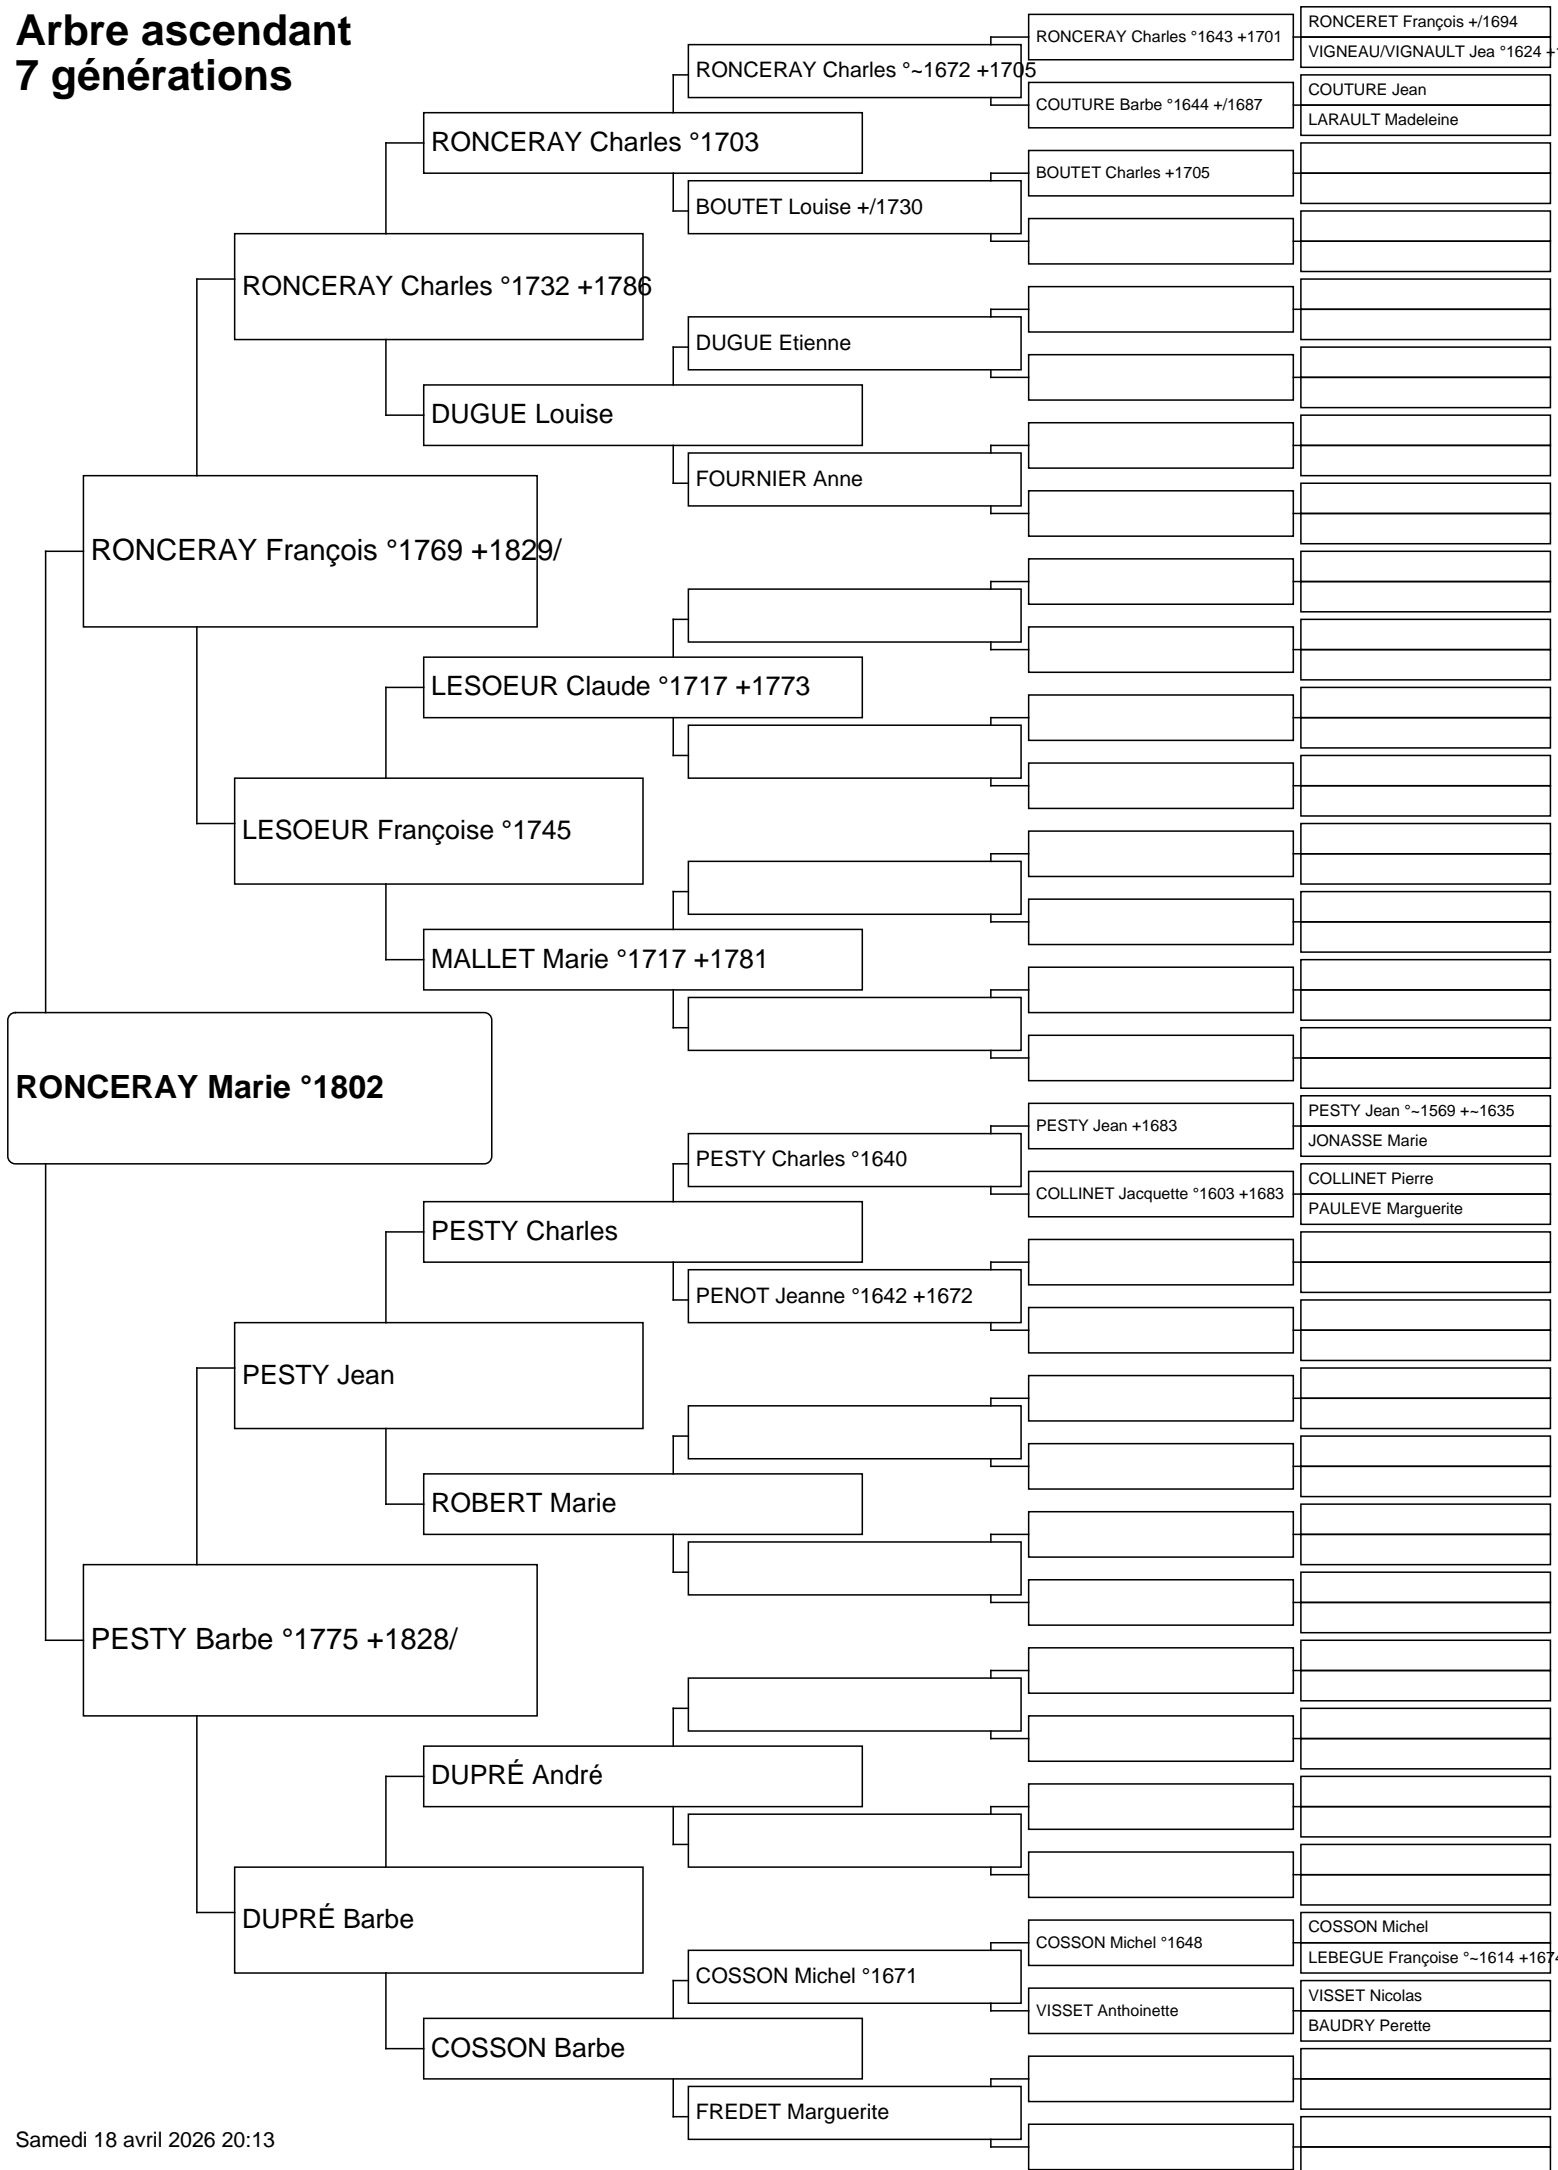 Arbre ascendant
7 générations
RONCERAY Marie °1802
RONCERAY François °1769 +1829/
PESTY Barbe °1775 +1828/
RONCERAY Charles °1732 +1786
LESOEUR Françoise °1745
PESTY Jean
DUPRÉ Barbe
RONCERAY Charles °1703
DUGUE Louise
LESOEUR Claude °1717 +1773
MALLET Marie °1717 +1781
PESTY Charles
ROBERT Marie
DUPRÉ André
COSSON Barbe
RONCERAY Charles °~1672 +1705
BOUTET Louise +/1730
DUGUE Etienne
FOURNIER Anne
PESTY Charles °1640
PENOT Jeanne °1642 +1672
COSSON Michel °1671
FREDET Marguerite
RONCERAY Charles °1643 +1701
COUTURE Barbe °1644 +/1687
BOUTET Charles +1705
PESTY Jean +1683
COLLINET Jacquette °1603 +1683
COSSON Michel °1648
VISSET Anthoinette
RONCERET François +/1694
VIGNEAU/VIGNAULT Jea °1624
COUTURE Jean
LARAULT Madeleine
PESTY Jean °~1569 +~1635
JONASSE Marie
COLLINET Pierre
PAULEVE Marguerite
COSSON Michel
LEBEGUE Françoise °~1614 +1674
VISSET Nicolas
BAUDRY Perette
Samedi 18 avril 2026 20:13